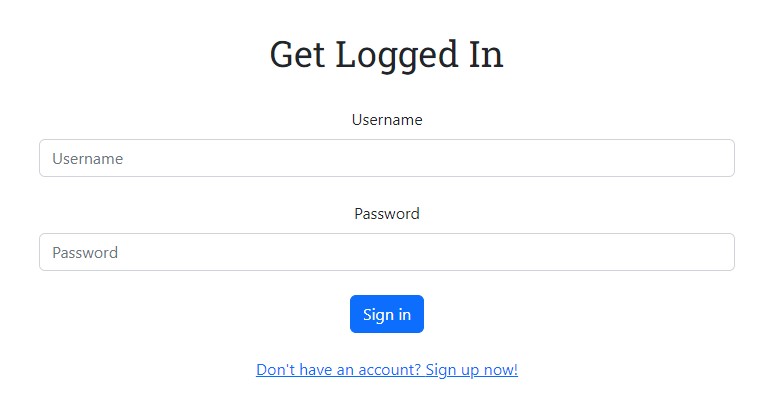 Get Logged In
Username
Username
Password
Password
Sign in
Don't have an account? Sign up now!